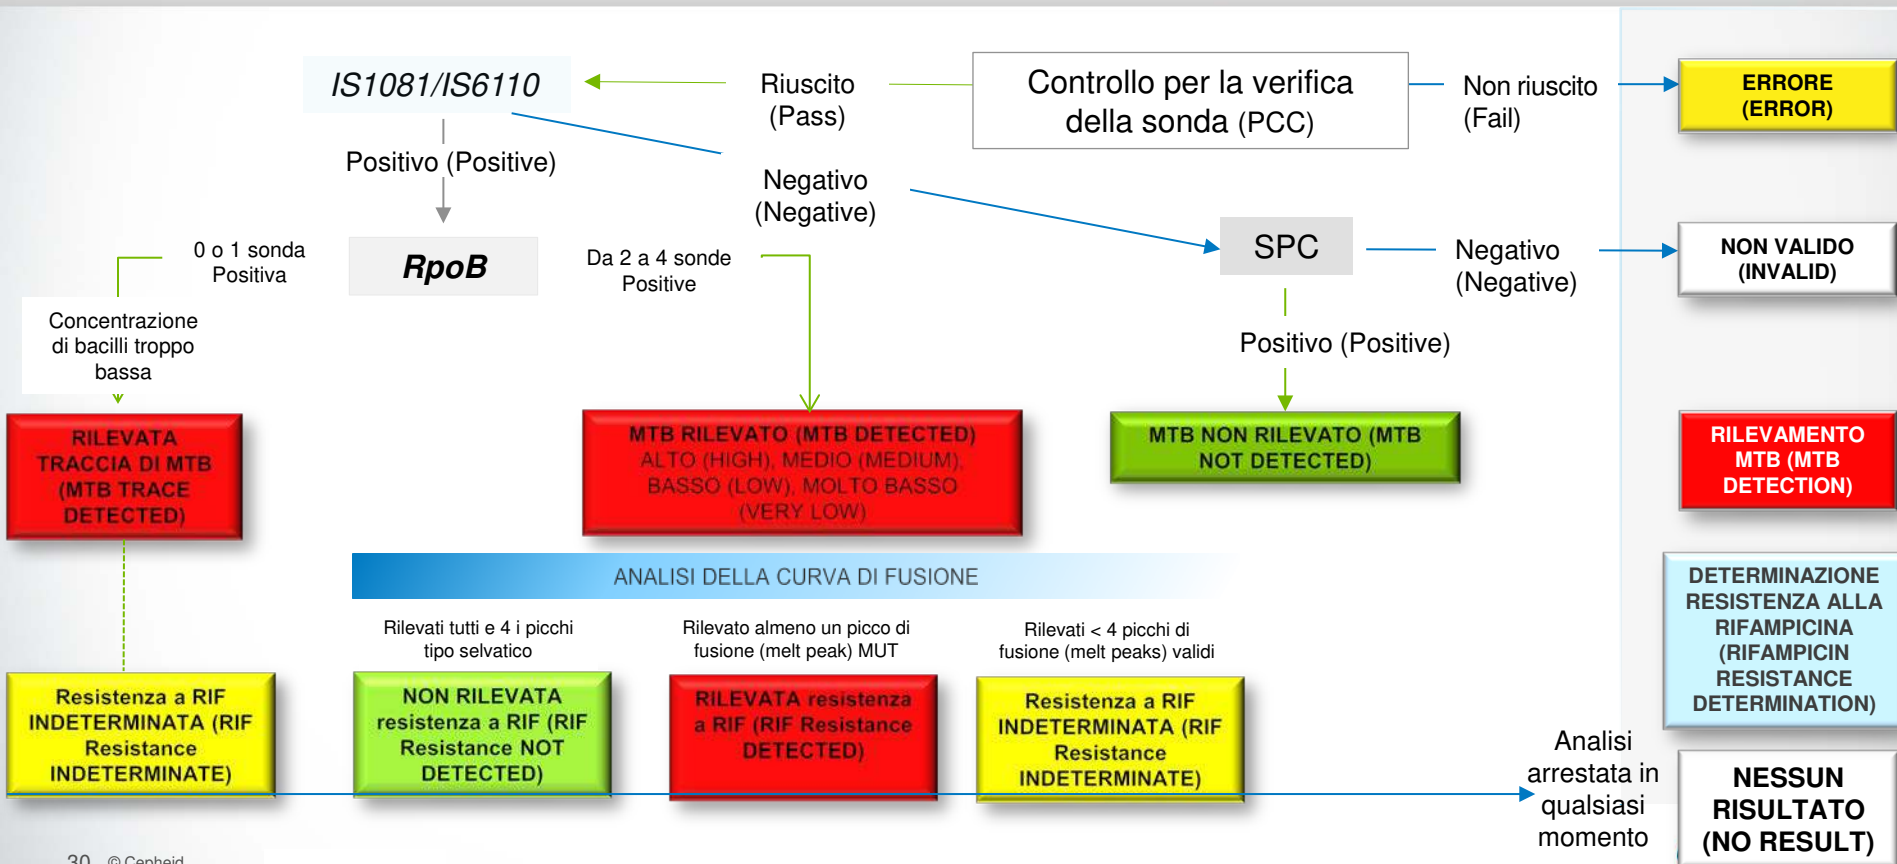 IS1081/IS6110
Riuscito
(Pass)
Controllo per la verifica
della sonda (PCC)
Non riuscito
(Fail)
ERRORE
(ERROR)
Positivo (Positive)
Negativo
(Negative)
0 o 1 sonda
Positiva
RpoB
Da 2 a 4 sonde
Positive
SPC
Negativo
(Negative)
NON VALIDO
(INVALID)
Concentrazione
di bacilli troppo
bassa
Positivo (Positive)
RILEVATA
TRACCIA DI MTB
(MTB TRACE
DETECTED)
MTB RILEVATO (MTB DETECTED)
ALTO (HIGH), MEDIO (MEDIUM),
BASSO (LOW), MOLTO BASSO
(VERY LOW)
MTB NON RILEVATO (MTB
NOT DETECTED)
RILEVAMENTO
MTB (MTB
DETECTION)
ANALISI DELLA CURVA DI FUSIONE
Rilevati tutti e 4 i picchi
tipo selvatico
Rilevato almeno un picco di
fusione (melt peak) MUT
Rilevati < 4 picchi di
fusione (melt peaks) validi
DETERMINAZIONE
RESISTENZA ALLA
RIFAMPICINA
(RIFAMPICIN
RESISTANCE
DETERMINATION)
Resistenza a RIF
INDETERMINATA (RIF
Resistance
INDETERMINATE)
NON RILEVATA
resistenza a RIF (RIF
Resistance NOT
DETECTED)
RILEVATA resistenza
a RIF (RIF Resistance
DETECTED)
Resistenza a RIF
INDETERMINATA (RIF
Resistance
INDETERMINATE)
Analisi
arrestata in
qualsiasi
momento
NESSUN
RISULTATO
(NO RESULT)
30 © Cepheid